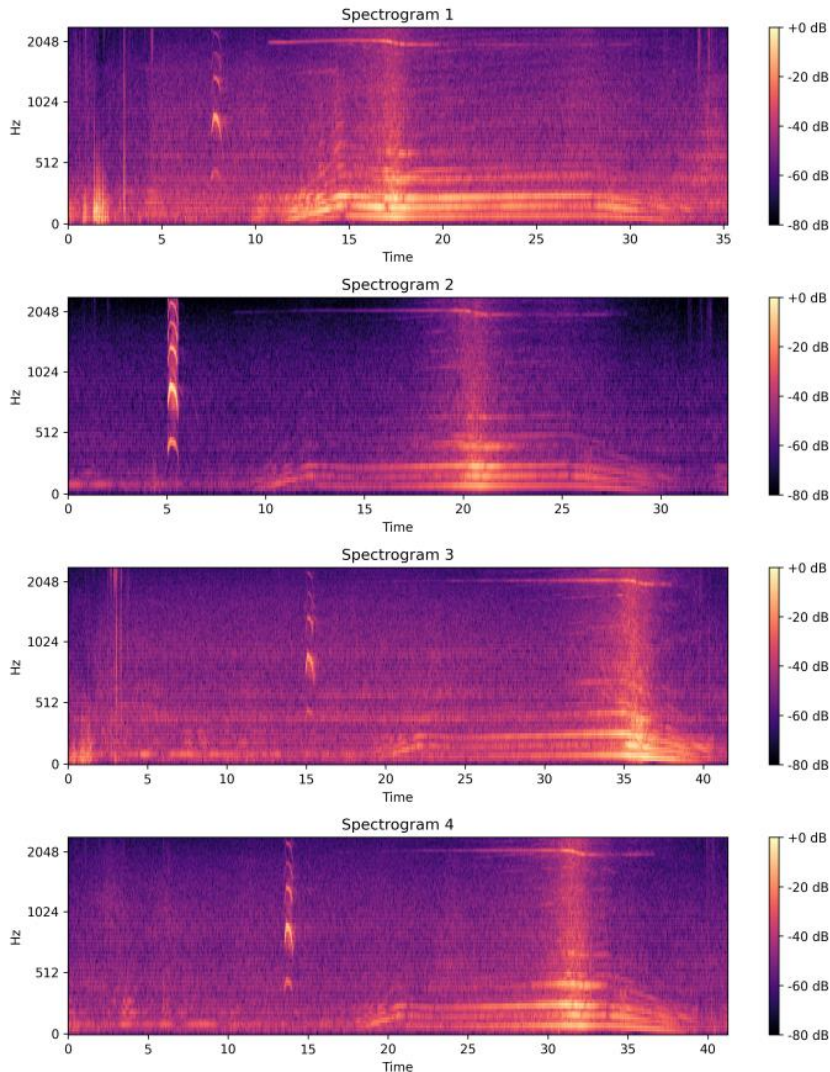 Spectrogram 1
2048
1024
512
0
Hz
0 5 10 15 20 25 30 35
Time
+0 dB
-20 dB
-40 dB
-60 dB
-80 dB
Spectrogram 2
2048
1024
512
0
Hz
0 5 10 15 20 25 30
Time
+0 dB
-20 dB
-40 dB
-60 dB
-80 dB
Spectrogram 3
2048
1024
512
0
Hz
0 5 10 15 20 25 30 35 40
Time
+0 dB
-20 dB
-40 dB
-60 dB
-80 dB
Spectrogram 4
2048
1024
512
0
Hz
0 5 10 15 20 25 30 35 40
Time
+0 dB
-20 dB
-40 dB
-60 dB
-80 dB